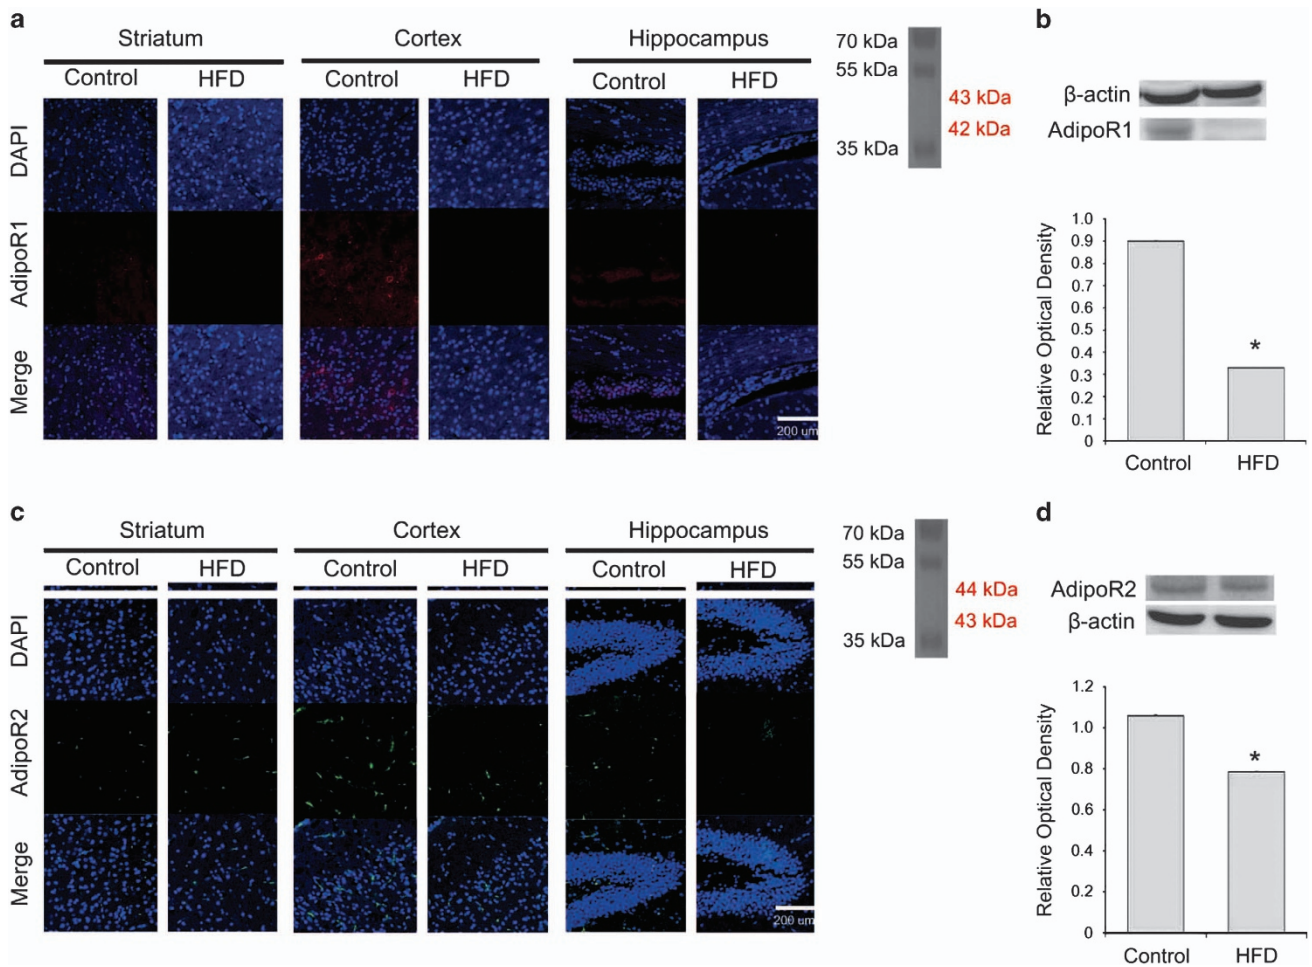 a
Striatum Cortex Hippocampus
Control HFD Control HFD Control HFD
DAPI
AdipoR1
Merge
200 um
70 kDa
55 kDa
43 kDa
42 kDa
35 kDa
b
β-actin
AdipoR1
Relative Optical Density
1.0
0.9
0.8
0.7
0.6
0.5
0.4
0.3
0.2
0.1
0
*
Control HFD
c
Striatum Cortex Hippocampus
Control HFD Control HFD Control HFD
DAPI
AdipoR2
Merge
200 um
70 kDa
55 kDa
44 kDa
43 kDa
35 kDa
d
AdipoR2
β-actin
Relative Optical Density
1.2
1.0
0.8
0.6
0.4
0.2
0
*
Control HFD